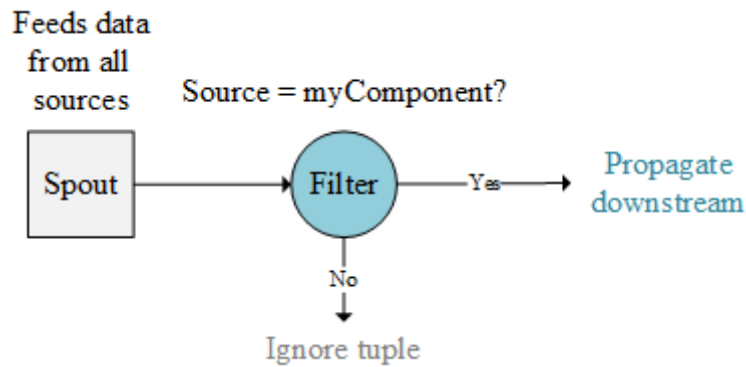 Feeds data
from all
sources
Source = myComponent?
Spout
Filter
Yes
Propagate
downstream
No
Ignore tuple